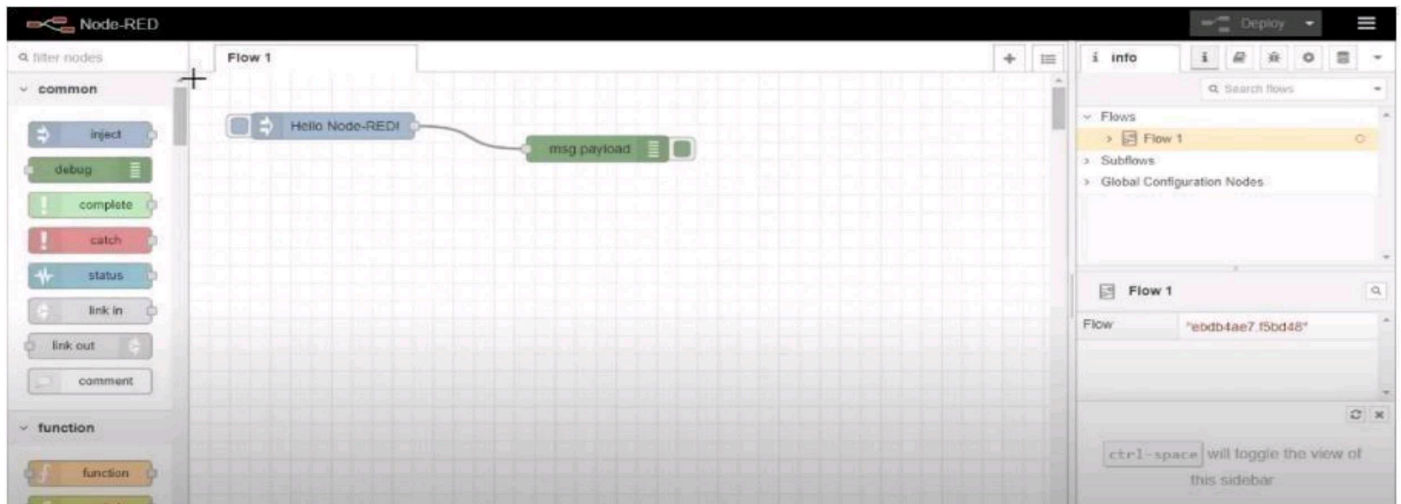 Node-RED
Deploy
filter nodes
Flow 1
info
i
Search flows
common
inject
debug
complete
catch
status
link in
link out
comment
function
function
Hello Node-RED!
msg.payload
Flows
Flow 1
Subflows
Global Configuration Nodes
Flow 1
Flow "ebdb4ae7.f5bd48"
ctrl-space will toggle the view of
this sidebar